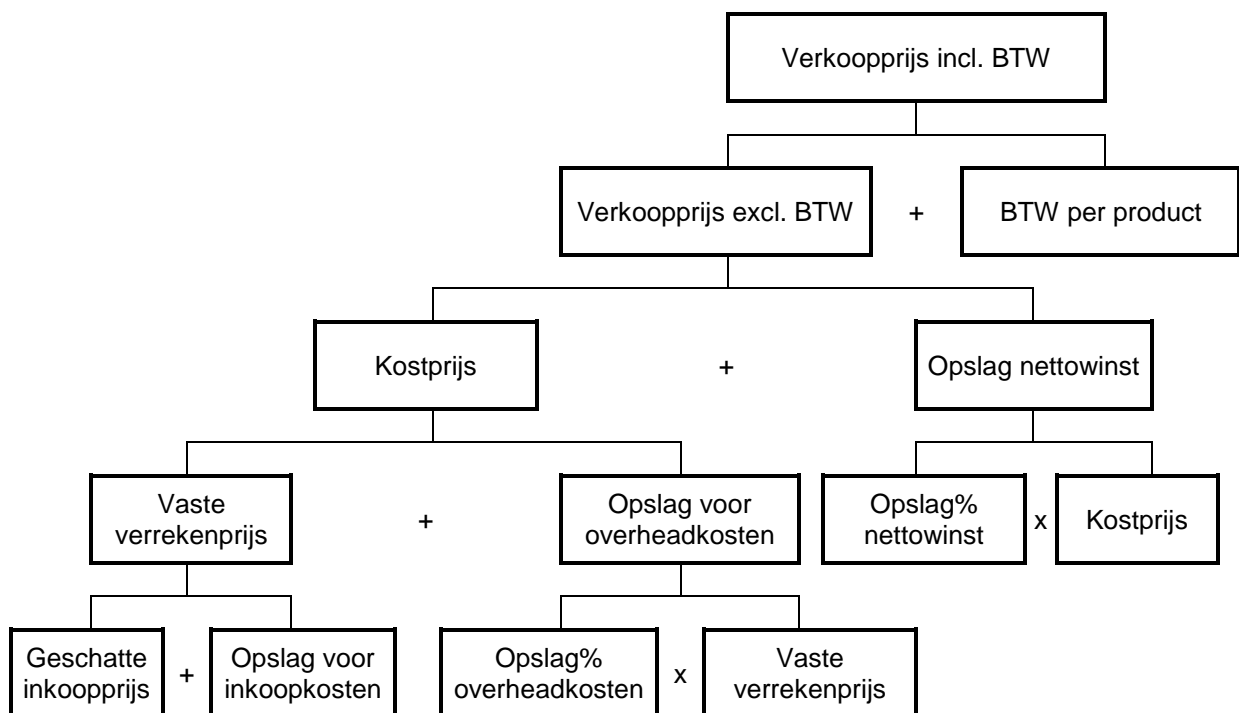 Verkoopprijs incl. BTW
Verkoopprijs excl. BTW + BTW per product
Kostprijs + Opslag nettowinst
Vaste
verrekenprijs
+
Opslag voor
overheadkosten
Opslag%
nettowinst
x
Kostprijs
Geschatte
inkoopprijs
+
Opslag voor
inkoopkosten
Opslag%
overheadkosten
x
Vaste
verrekenprijs